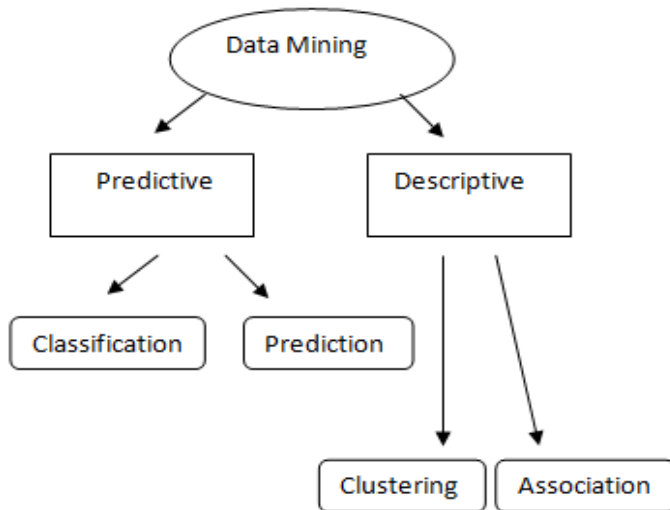 Data Mining
Predictive
Descriptive
Classification
Prediction
Clustering
Association